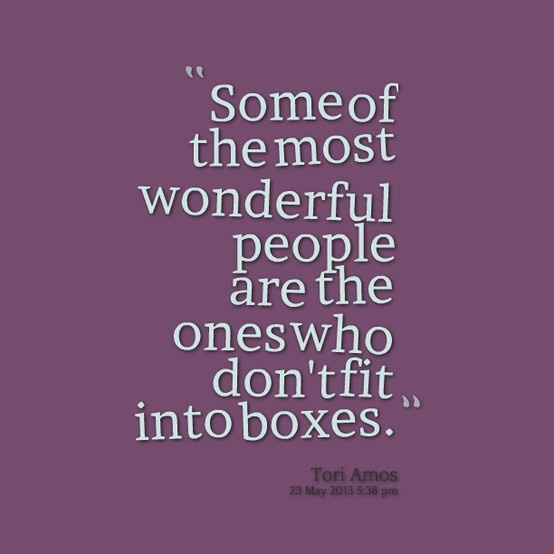 "Some of
the most
wonderful
people
are the
ones who
don't fit
into boxes."
Tori Amos
23 May 2013 5:38 pm